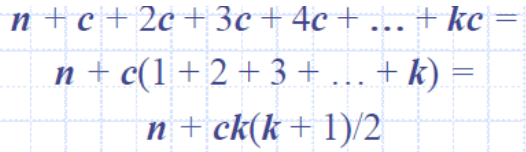 n + c + 2c + 3c + 4c + ... + kc =
n + c(1 + 2 + 3 + ... + k) =
n + ck(k + 1)/2